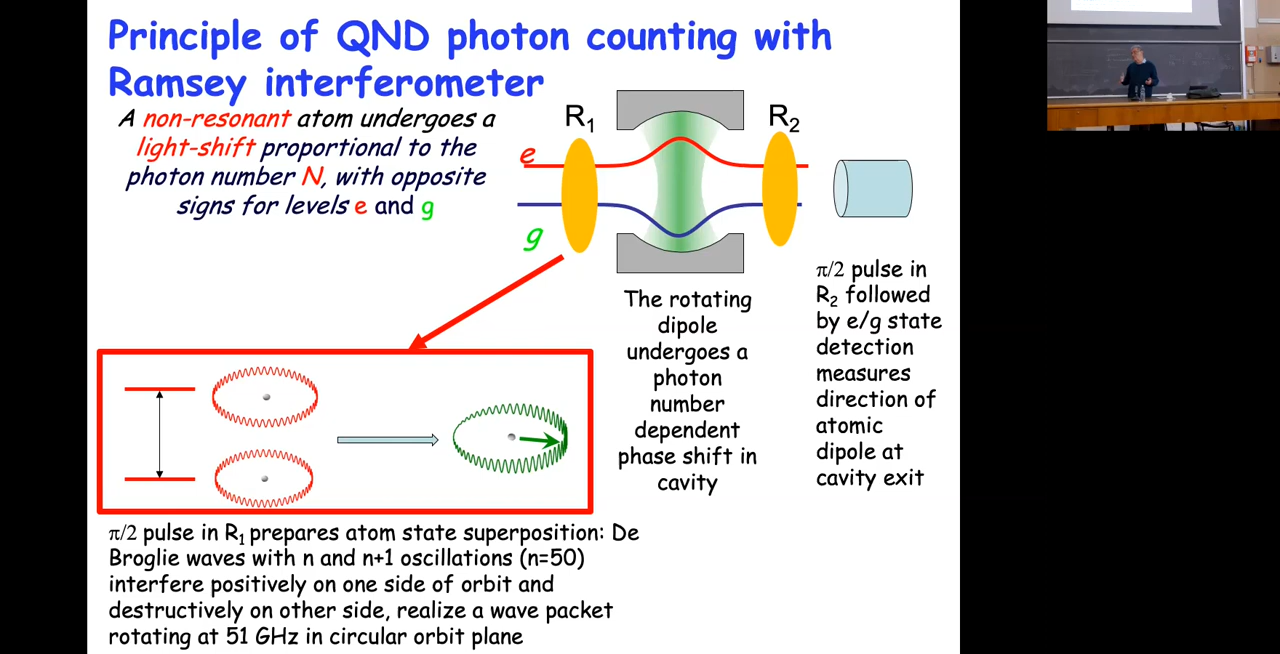 Principle of QND photon counting with
Ramsey interferometer
A non-resonant atom undergoes a
light-shift proportional to the
photon number N, with opposite
signs for levels e and g
R₁
R₂
e
g
The rotating
dipole
undergoes a
photon
number
dependent
phase shift in
cavity
π/2 pulse in
R₂ followed
by e/g state
detection
measures
direction of
atomic
dipole at
cavity exit
π/2 pulse in R₁ prepares atom state superposition: De
Broglie waves with n and n+1 oscillations (n=50)
interfere positively on one side of orbit and
destructively on other side, realize a wave packet
rotating at 51 GHz in circular orbit plane